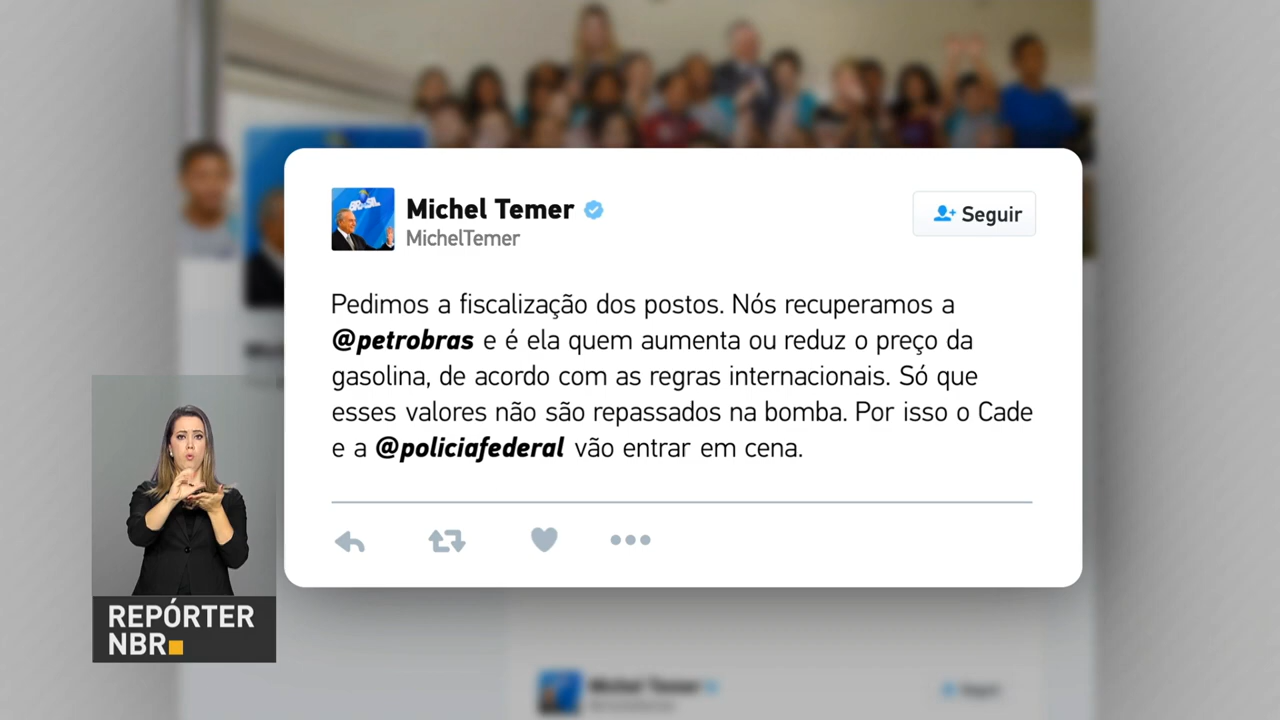 Michel Temer
MichelTemer
Seguir
Pedimos a fiscalização dos postos. Nós recuperamos a
@petrobras e é ela quem aumenta ou reduz o preço da
gasolina, de acordo com as regras internacionais. Só que
esses valores não são repassados na bomba. Por isso o Cade
e a @policiafederal vão entrar em cena.
REPÓRTER
NBR
Michel Temer